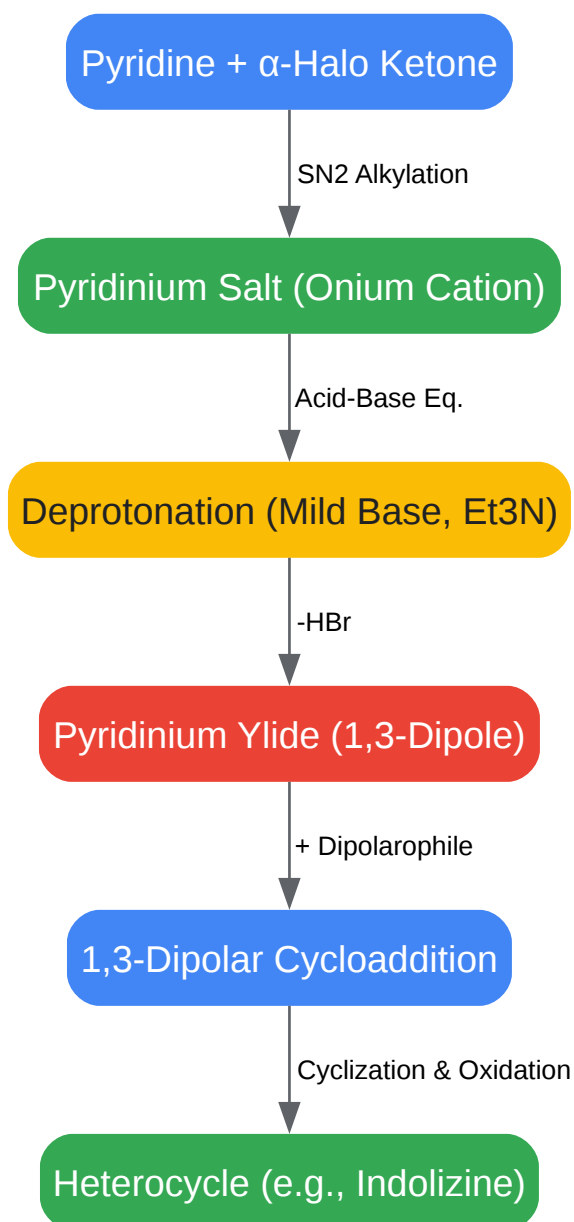 Pyridine + α-Halo Ketone
SN2 Alkylation
Pyridinium Salt (Onium Cation)
Acid-Base Eq.
Deprotonation (Mild Base, Et3N)
-HBr
Pyridinium Ylide (1,3-Dipole)
+ Dipolarophile
1,3-Dipolar Cycloaddition
Cyclization & Oxidation
Heterocycle (e.g., Indolizine)